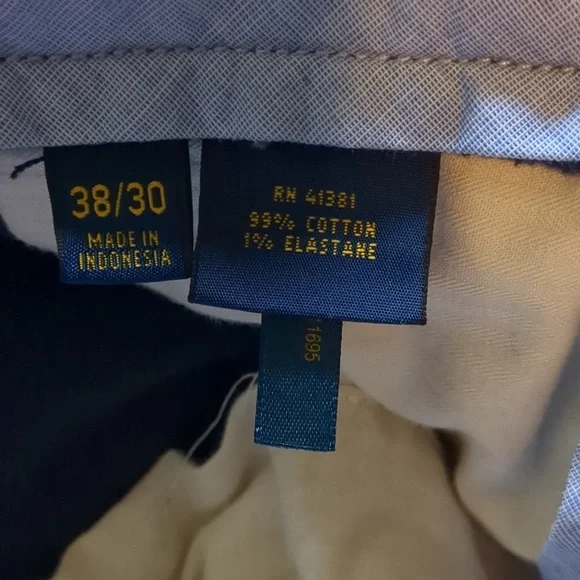 38/30
MADE IN
INDONESIA
RN 41381
99% COTTON
1% ELASTANE
1695